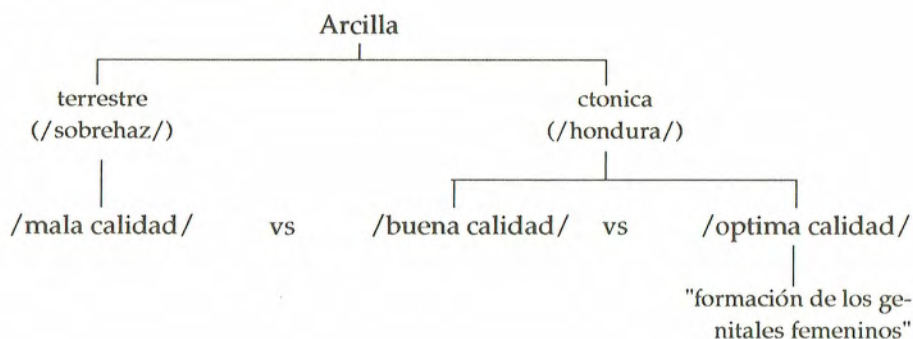 Arcilla
terrestre
(/sobrehaz/)
ctonica
(/hondura/)
/mala calidad/ vs /buena calidad/ vs /optima calidad/
"formación de los ge-
nitales femeninos"